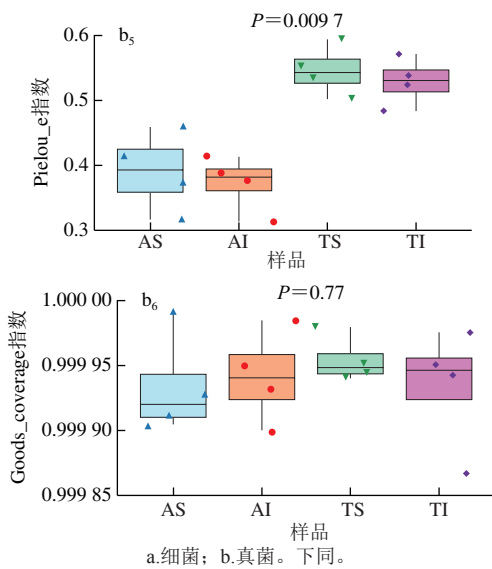 b₅
P＝0.009 7
0.6
0.5
0.4
0.3
Pielou_e指数
AS AI TS TI
样品
b₆
P＝0.77
1.000 00
0.999 95
0.999 90
0.999 85
Goods_coverage指数
AS AI TS TI
样品
a.细菌；b.真菌。下同。